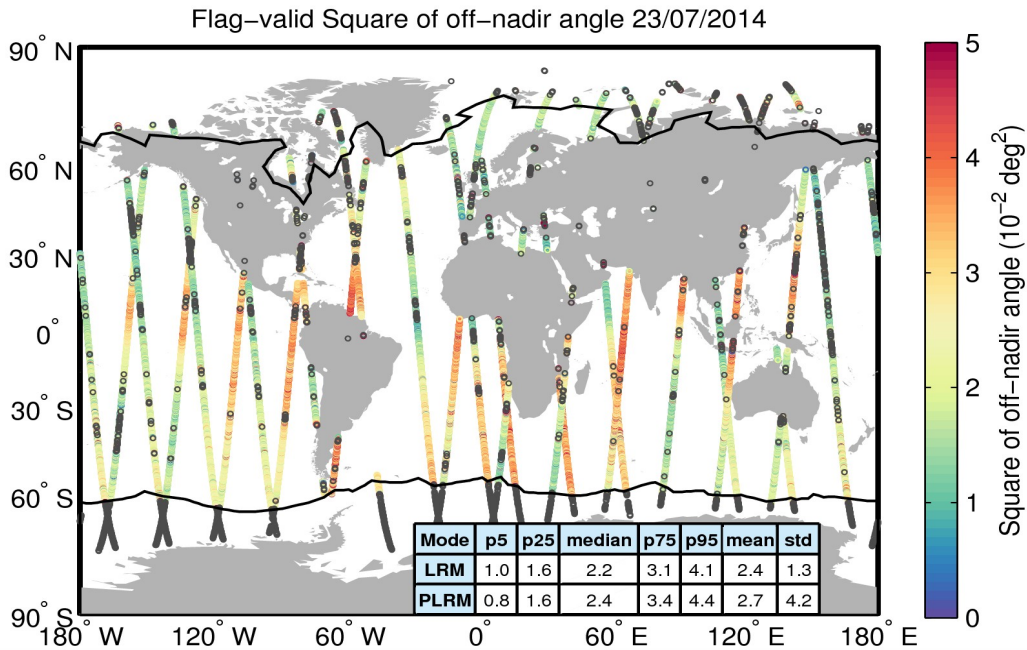 Flag−valid Square of off−nadir angle 23/07/2014
90° N
60° N
30° N
0°
30° S
60° S
90° S
180° W
120° W
60° W
0°
60° E
120° E
180° E
Mode p5 p25 median p75 p95 mean std
LRM 1.0 1.6 2.2 3.1 4.1 2.4 1.3
PLRM 0.8 1.6 2.4 3.4 4.4 2.7 4.2
5
4
3
2
1
0
Square of off−nadir angle (10⁻² deg²)